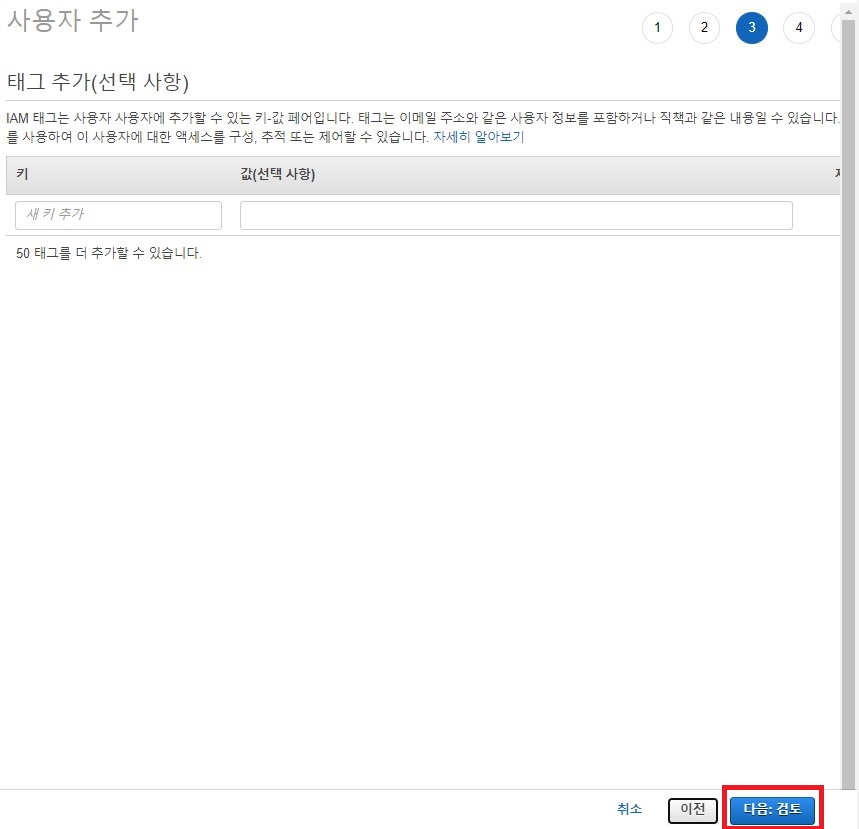 사용자 추가
1 2 3 4
태그 추가(선택 사항)
IAM 태그는 사용자 사용자에 추가할 수 있는 키-값 페어입니다. 태그는 이메일 주소와 같은 사용자 정보를 포함하거나 직책과 같은 내용일 수 있습니다.
를 사용하여 이 사용자에 대한 액세스를 구성, 추적 또는 제어할 수 있습니다. 자세히 알아보기
키 값(선택 사항)
새 키 추가
50 태그를 더 추가할 수 있습니다.
취소 이전 다음: 검토